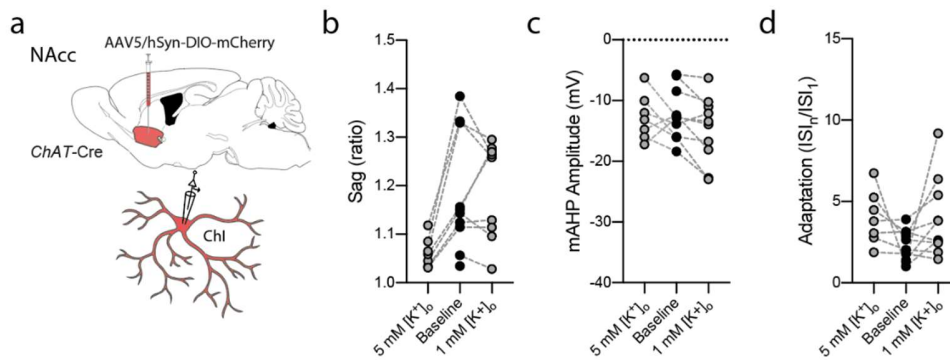 a
NAcc
AAV5/hSyn-DIO-mCherry
ChAT-Cre
ChI
b
Sag (ratio)
1.5
1.4
1.3
1.2
1.1
1.0
5 mM [K⁺]ₒ
Baseline
1 mM [K+]ₒ
c
mAHP Amplitude (mV)
0
-10
-20
-30
-40
5 mM [K⁺]ₒ
Baseline
1 mM [K+]ₒ
d
Adaptation (ISIₙ/ISI₁)
15
10
5
0
5 mM [K⁺]ₒ
Baseline
1 mM [K+]ₒ